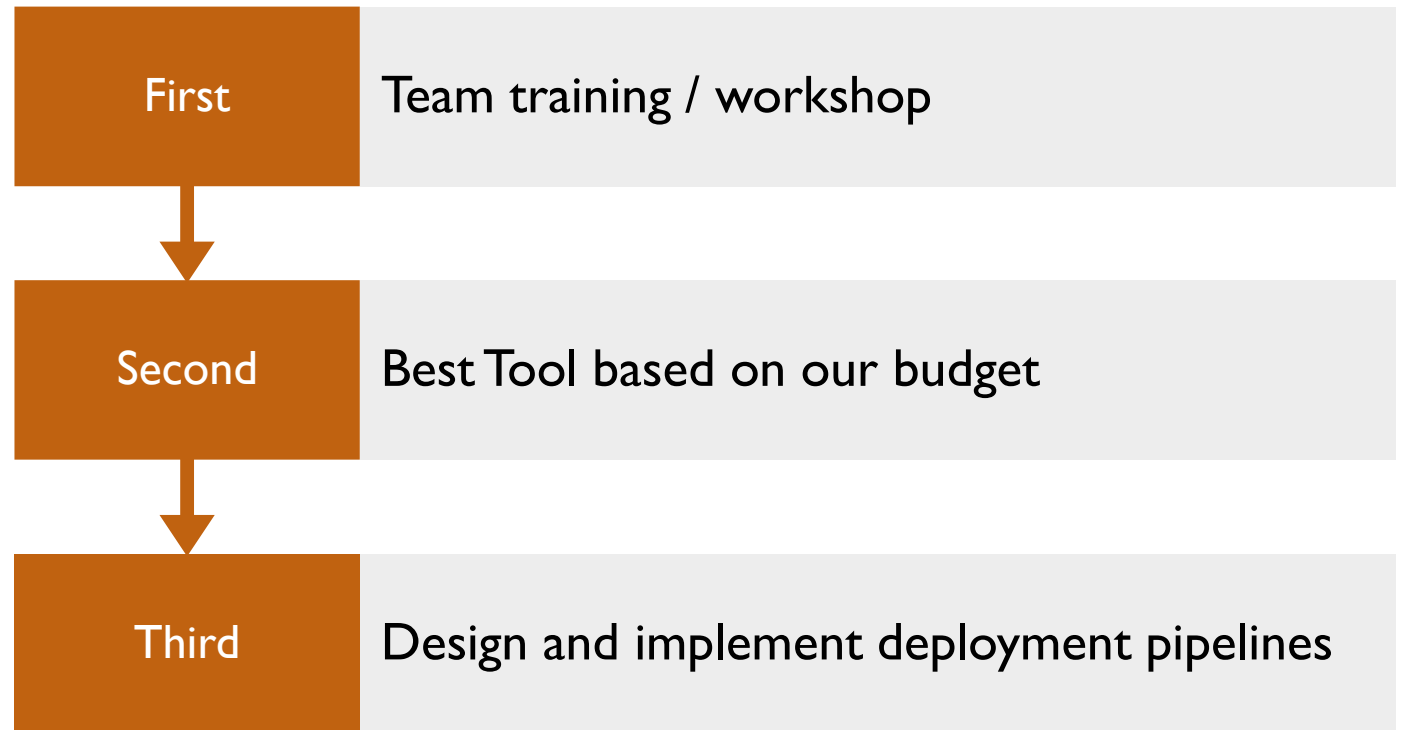 First
Team training / workshop
Second
Best Tool based on our budget
Third
Design and implement deployment pipelines